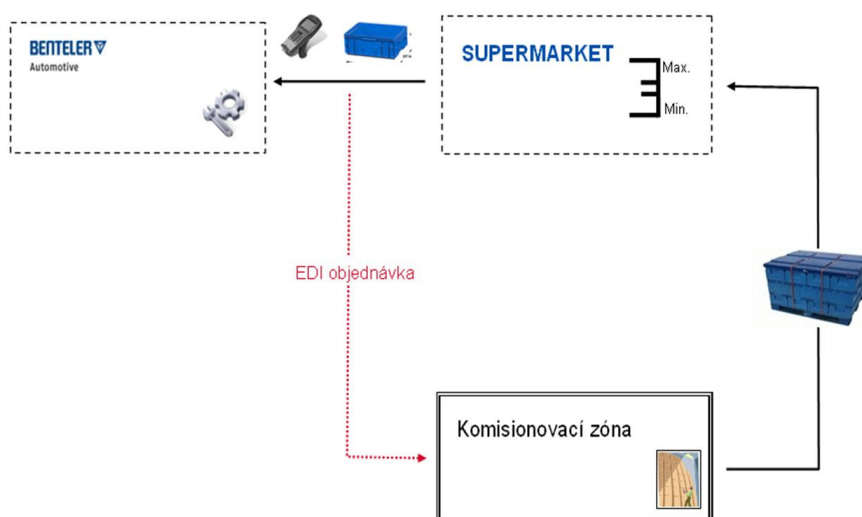 BENTELER
Automotive
SUPERMARKET
Max.
Min.
EDI objednávka
Komisionovací zóna